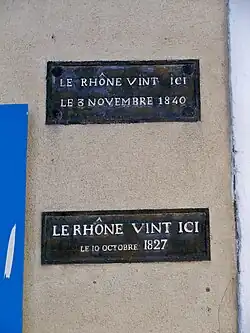 LE RHÔNE VINT ICI
LE 3 NOVEMBRE 1840
LE RHÔNE VINT ICI
LE 10 OCTOBRE 1827